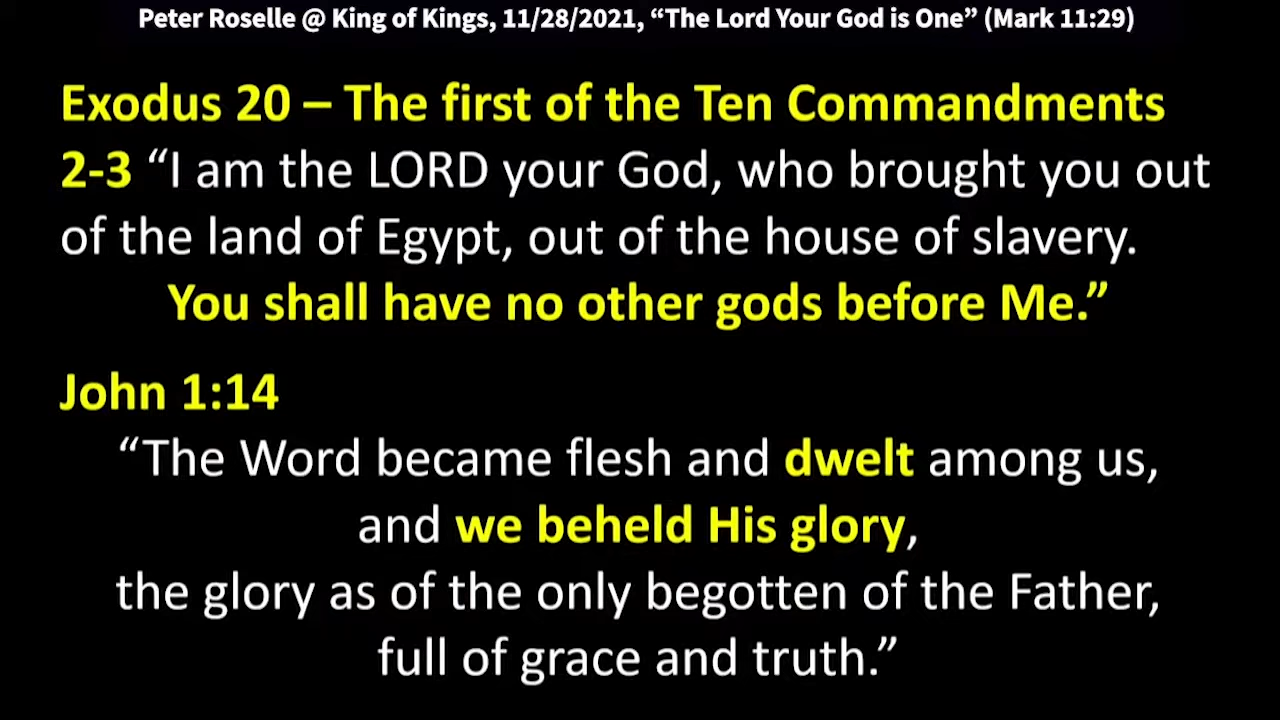 Peter Roselle @ King of Kings, 11/28/2021, “The Lord Your God is One” (Mark 11:29)
Exodus 20 – The first of the Ten Commandments
2-3 “I am the LORD your God, who brought you out
of the land of Egypt, out of the house of slavery.
You shall have no other gods before Me.”
John 1:14
“The Word became flesh and dwelt among us,
and we beheld His glory,
the glory as of the only begotten of the Father,
full of grace and truth.”